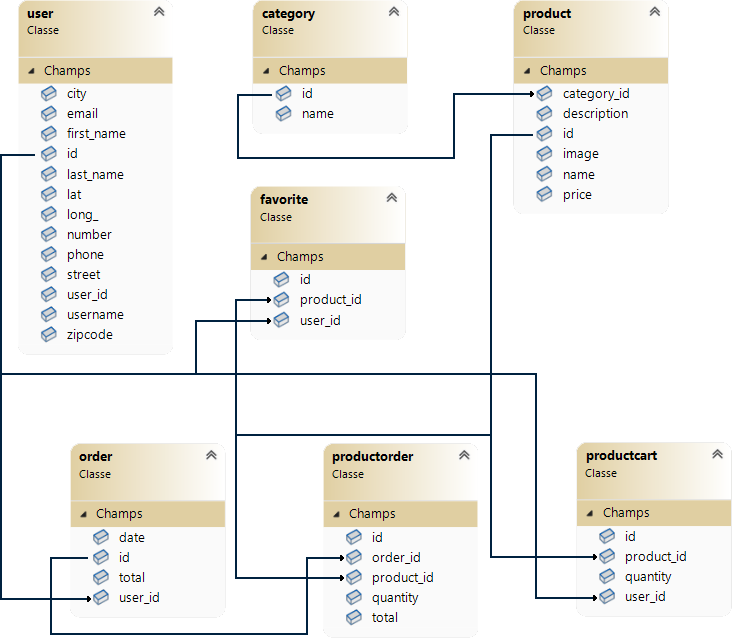 user
Classe
Champs
city
email
first_name
id
last_name
lat
long_
number
phone
street
user_id
username
zipcode
category
Classe
Champs
id
name
product
Classe
Champs
category_id
description
id
image
name
price
favorite
Classe
Champs
id
product_id
user_id
order
Classe
Champs
date
id
total
user_id
productorder
Classe
Champs
id
order_id
product_id
quantity
total
productcart
Classe
Champs
id
product_id
quantity
user_id